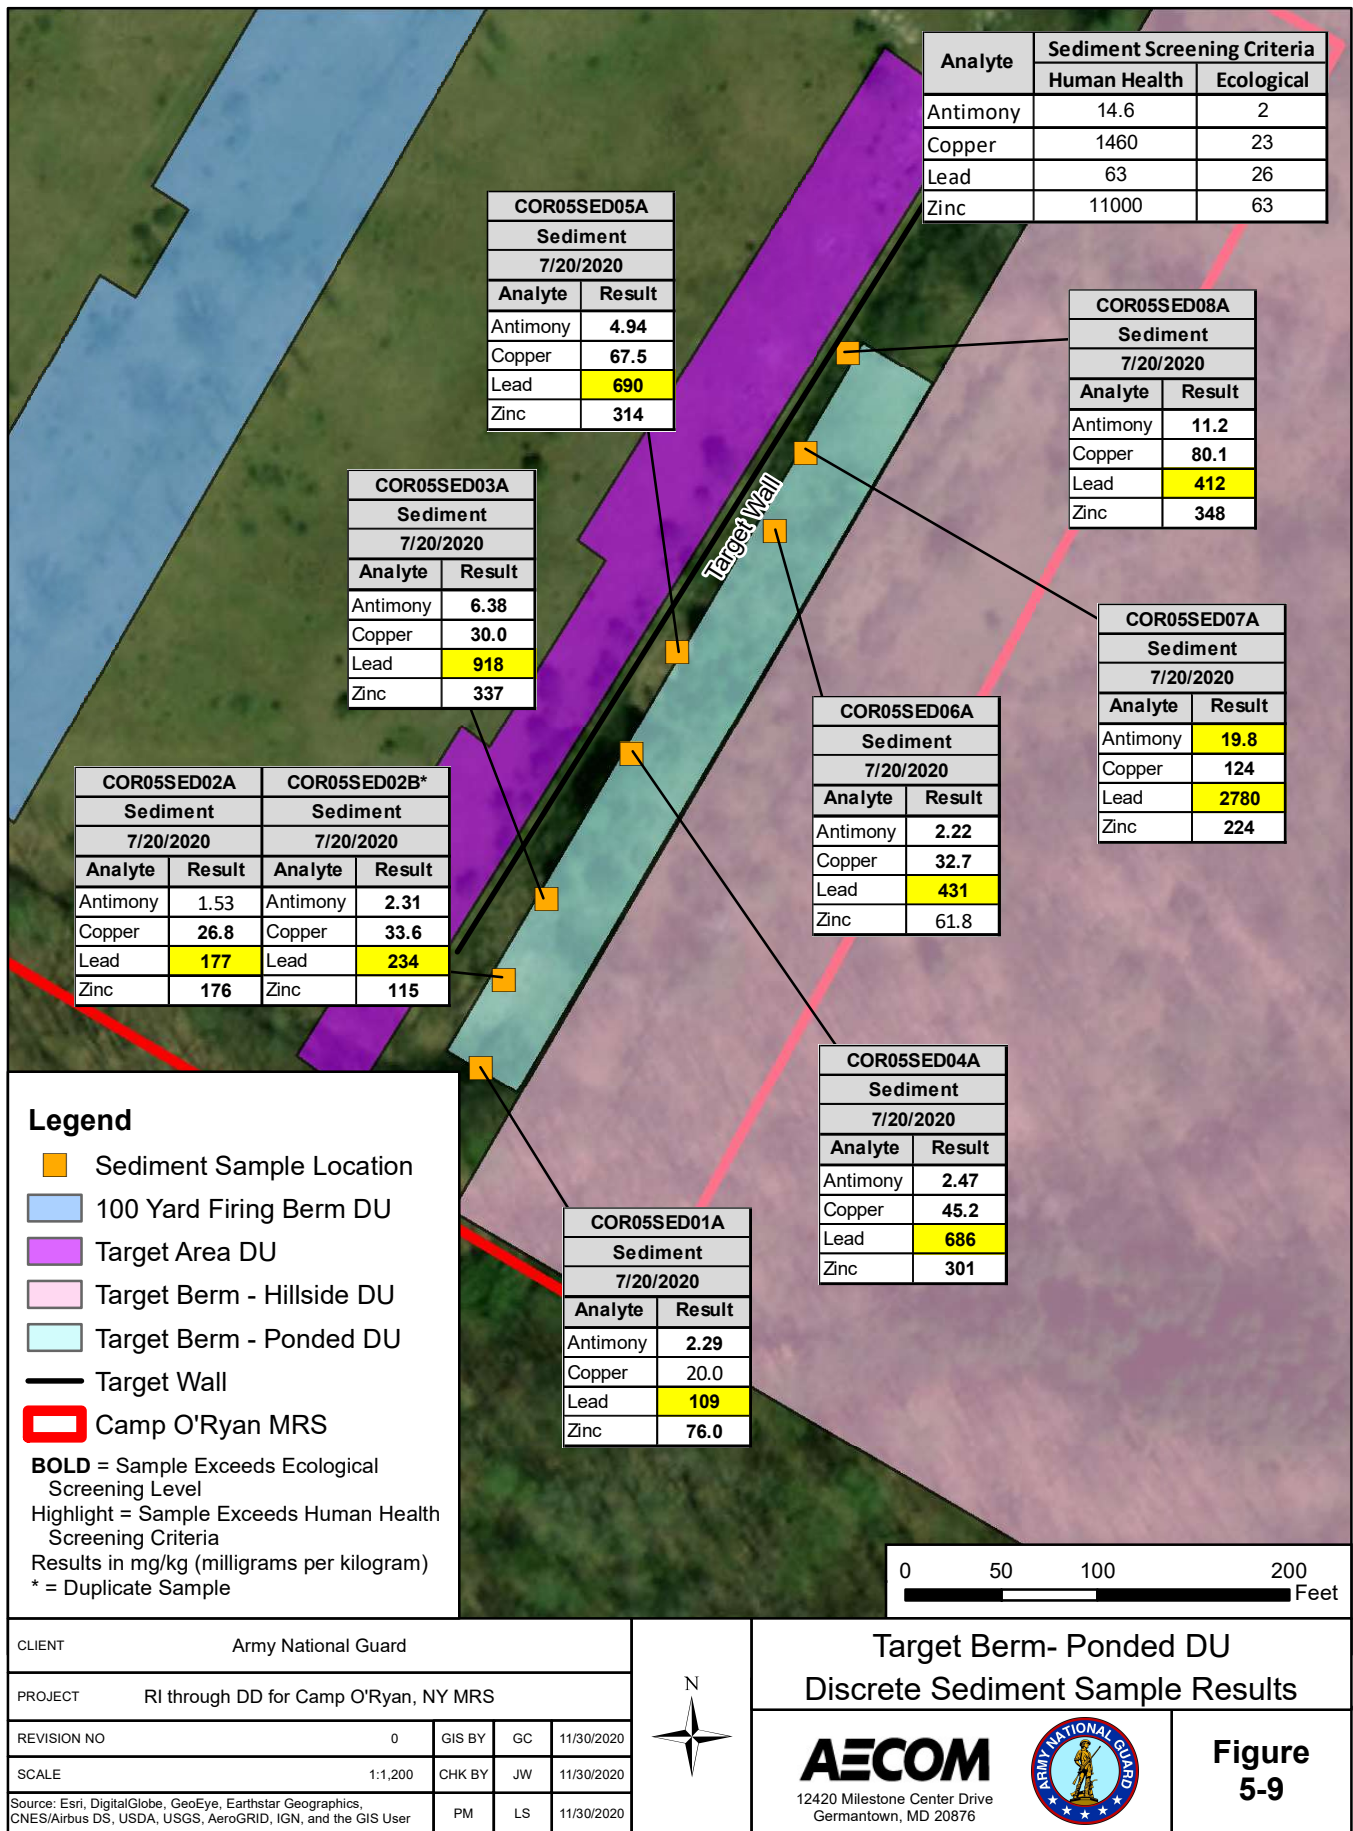 Analyte Sediment Screening Criteria
Human Health Ecological
Antimony 14.6 2
Copper 1460 23
Lead 63 26
Zinc 11000 63
COR05SED05A
Sediment
7/20/2020
Analyte Result
Antimony 4.94
Copper 67.5
Lead 690
Zinc 314
COR05SED08A
Sediment
7/20/2020
Analyte Result
Antimony 11.2
Copper 80.1
Lead 412
Zinc 348
COR05SED03A
Sediment
7/20/2020
Analyte Result
Antimony 6.38
Copper 30.0
Lead 918
Zinc 337
Target Wall
COR05SED07A
Sediment
7/20/2020
Analyte Result
Antimony 19.8
Copper 124
Lead 2780
Zinc 224
COR05SED06A
Sediment
7/20/2020
Analyte Result
Antimony 2.22
Copper 32.7
Lead 431
Zinc 61.8
COR05SED02A COR05SED02B*
Sediment Sediment
7/20/2020 7/20/2020
Analyte Result Analyte Result
Antimony 1.53 Antimony 2.31
Copper 26.8 Copper 33.6
Lead 177 Lead 234
Zinc 176 Zinc 115
COR05SED04A
Sediment
7/20/2020
Analyte Result
Antimony 2.47
Copper 45.2
Lead 686
Zinc 301
COR05SED01A
Sediment
7/20/2020
Analyte Result
Antimony 2.29
Copper 20.0
Lead 109
Zinc 76.0
Legend
Sediment Sample Location
100 Yard Firing Berm DU
Target Area DU
Target Berm - Hillside DU
Target Berm - Ponded DU
Target Wall
Camp O'Ryan MRS
BOLD = Sample Exceeds Ecological
Screening Level
Highlight = Sample Exceeds Human Health
Screening Criteria
Results in mg/kg (milligrams per kilogram)
* = Duplicate Sample
0 50 100 200
Feet
CLIENT Army National Guard
PROJECT RI through DD for Camp O'Ryan, NY MRS
REVISION NO 0 GIS BY GC 11/30/2020
SCALE 1:1,200 CHK BY JW 11/30/2020
Source: Esri, DigitalGlobe, GeoEye, Earthstar Geographics,
CNES/Airbus DS, USDA, USGS, AeroGRID, IGN, and the GIS User
PM LS 11/30/2020
N
Target Berm- Ponded DU
Discrete Sediment Sample Results
AECOM
12420 Milestone Center Drive
Germantown, MD 20876
ARMY NATIONAL GUARD
Figure
5-9